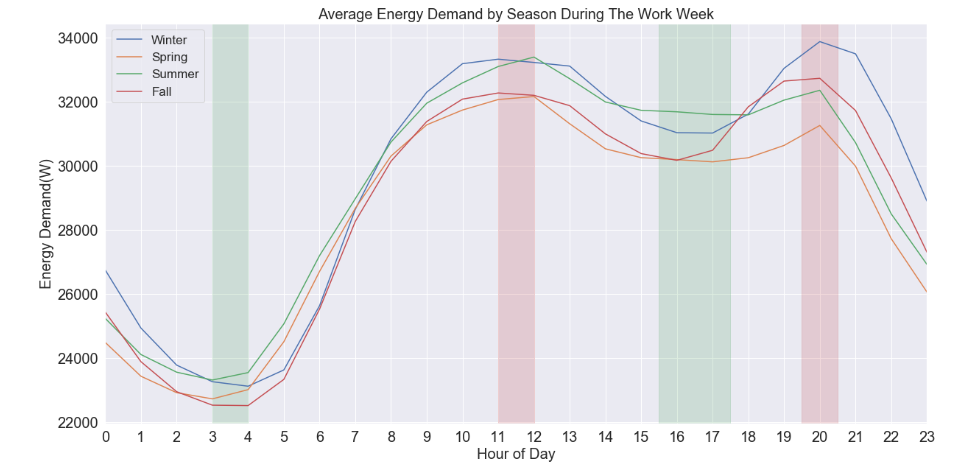 Average Energy Demand by Season During The Work Week
34000
32000
30000
28000
26000
24000
22000
Energy Demand(W)
Winter
Spring
Summer
Fall
0 1 2 3 4 5 6 7 8 9 10 11 12 13 14 15 16 17 18 19 20 21 22 23
Hour of Day